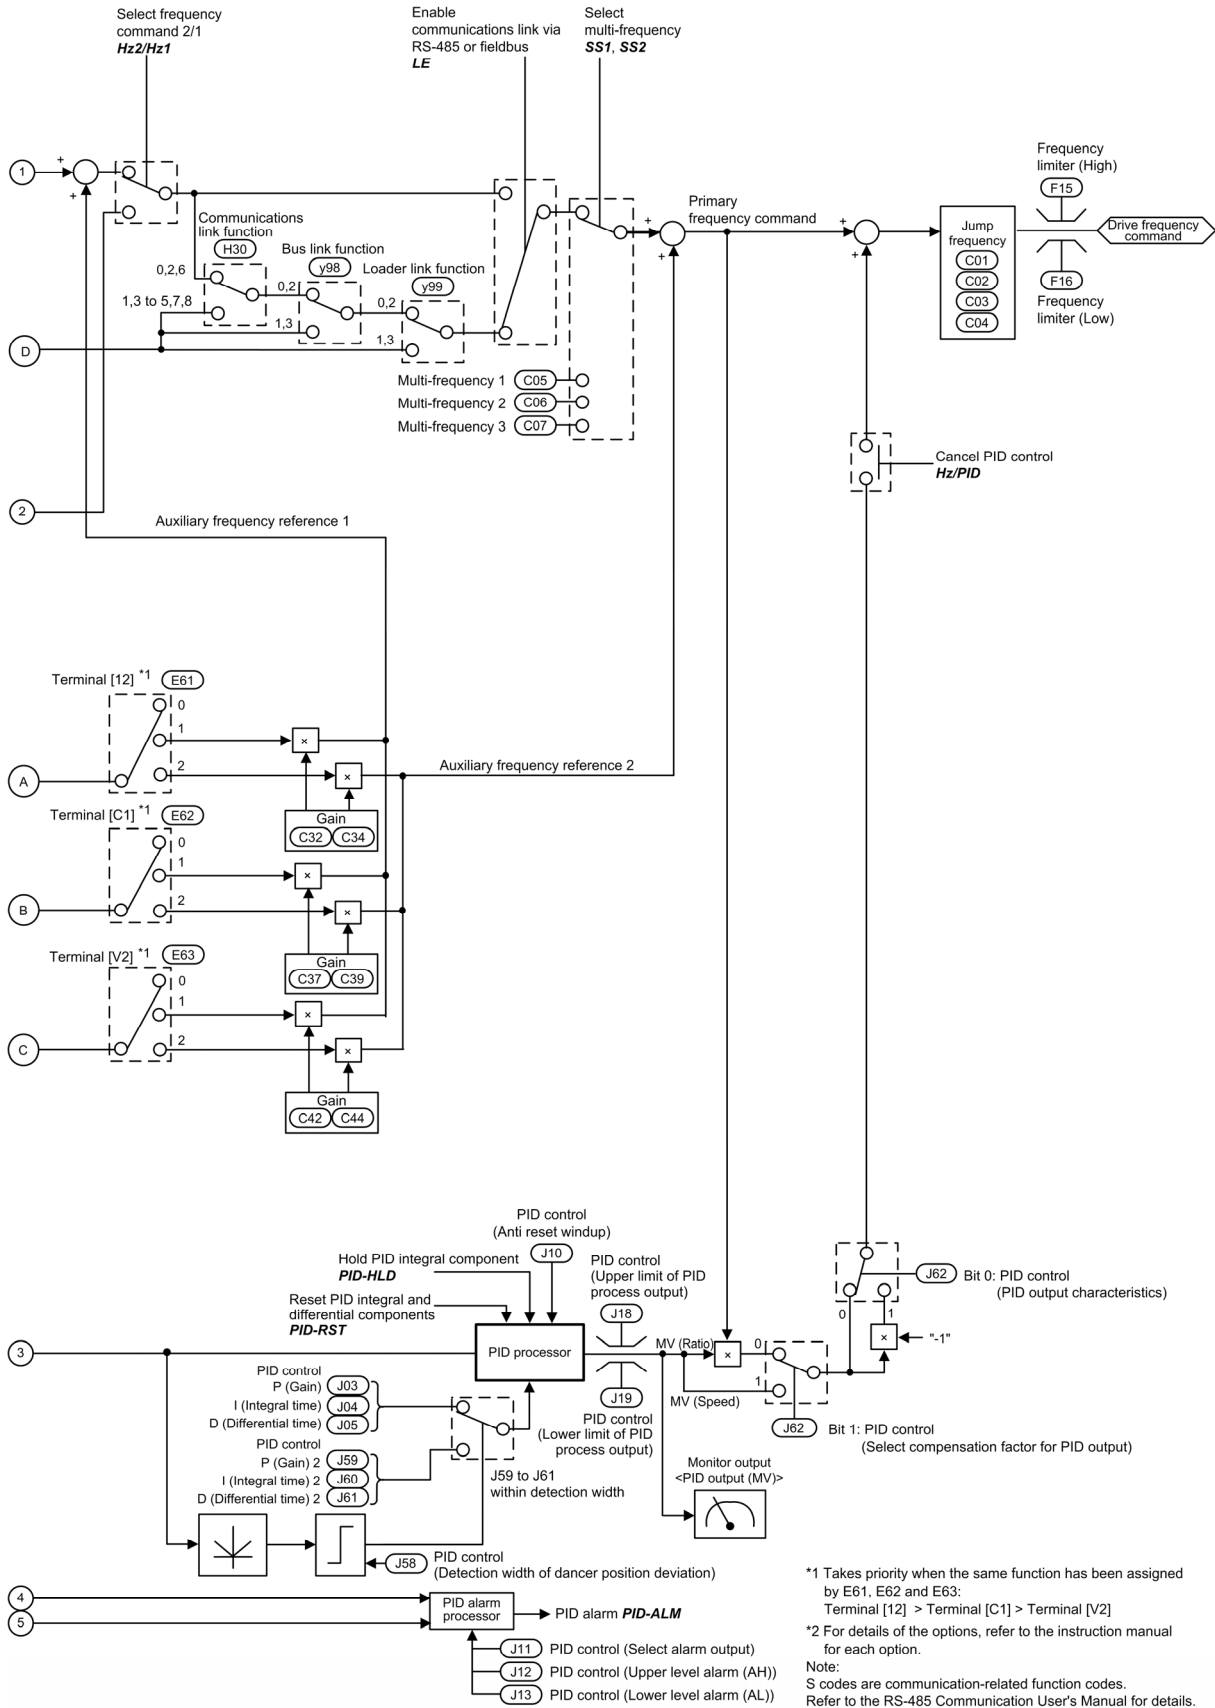 Select frequency
command 2/1
Hz2/Hz1
Enable
communications link via
RS-485 or fieldbus
LE
Select
multi-frequency
SS1, SS2
1
+
+
Communications
link function
H30
Bus link function
y98
Loader link function
y99
0,2,6
1,3 to 5,7,8
0,2
1,3
0,2
1,3
D
Multi-frequency 1 C05
Multi-frequency 2 C06
Multi-frequency 3 C07
+
+
Primary
frequency command
+
+
Jump
frequency
C01
C02
C03
C04
Frequency
limiter (High)
F15
F16
Frequency
limiter (Low)
Drive frequency
command
Cancel PID control
Hz/PID
2
Auxiliary frequency reference 1
Terminal [12] *1 E61
0
1
2
A
×
×
Gain
C32 C34
Auxiliary frequency reference 2
Terminal [C1] *1 E62
0
1
2
B
×
×
Gain
C37 C39
Terminal [V2] *1 E63
0
1
2
C
×
×
Gain
C42 C44
PID control
(Anti reset windup)
J10
Hold PID integral component
PID-HLD
Reset PID integral and
differential components
PID-RST
PID control
(Upper limit of PID
process output)
J18
3
PID processor
J19
PID control
(Lower limit of PID
process output)
MV (Ratio)
MV (Speed)
×
0
1
J62 Bit 1: PID control
(Select compensation factor for PID output)
J62 Bit 0: PID control
(PID output characteristics)
0
1
×
"-1"
PID control
P (Gain) J03
I (Integral time) J04
D (Differential time) J05
PID control
P (Gain) 2 J59
I (Integral time) 2 J60
D (Differential time) 2 J61
J59 to J61
within detection width
Monitor output
<PID output (MV)>
J58 PID control
(Detection width of dancer position deviation)
4
5
PID alarm
processor
PID alarm PID-ALM
J11 PID control (Select alarm output)
J12 PID control (Upper level alarm (AH))
J13 PID control (Lower level alarm (AL))
*1 Takes priority when the same function has been assigned
by E61, E62 and E63:
Terminal [12] > Terminal [C1] > Terminal [V2]
*2 For details of the options, refer to the instruction manual
for each option.
Note:
S codes are communication-related function codes.
Refer to the RS-485 Communication User's Manual for details.